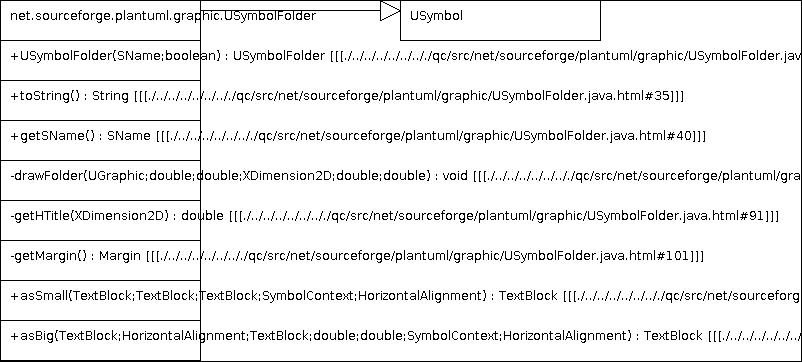 net.sourceforge.plantuml.graphic.USymbolFolder
USymbol
+USymbolFolder(SName;boolean) : USymbolFolder [[[./../../../../../../../qc/src/net/sourceforge/plantuml/graphic/USymbolFolder.jav
+toString() : String [[[./../../../../../../../qc/src/net/sourceforge/plantuml/graphic/USymbolFolder.java.html#35]]]
+getSName() : SName [[[./../../../../../../../qc/src/net/sourceforge/plantuml/graphic/USymbolFolder.java.html#40]]]
-drawFolder(UGraphic;double;double;XDimension2D;double;double) : void [[[./../../../../../../../qc/src/net/sourceforge/plantuml/gra
-getHTitle(XDimension2D) : double [[[./../../../../../../../qc/src/net/sourceforge/plantuml/graphic/USymbolFolder.java.html#91]]]
-getMargin() : Margin [[[./../../../../../../../qc/src/net/sourceforge/plantuml/graphic/USymbolFolder.java.html#101]]]
+asSmall(TextBlock;TextBlock;TextBlock;SymbolContext;HorizontalAlignment) : TextBlock [[[./../../../../../../../qc/src/net/sourceforg
+asBig(TextBlock;HorizontalAlignment;TextBlock;double;double;SymbolContext;HorizontalAlignment) : TextBlock [[[./../../../../../